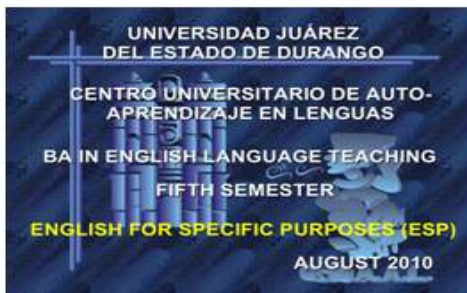 UNIVERSIDAD JUÁREZ
DEL ESTADO DE DURANGO
CENTRO UNIVERSITARIO DE AUTO-
APRENDIZAJE EN LENGUAS
BA IN ENGLISH LANGUAGE TEACHING
FIFTH SEMESTER
ENGLISH FOR SPECIFIC PURPOSES (ESP)
AUGUST 2010